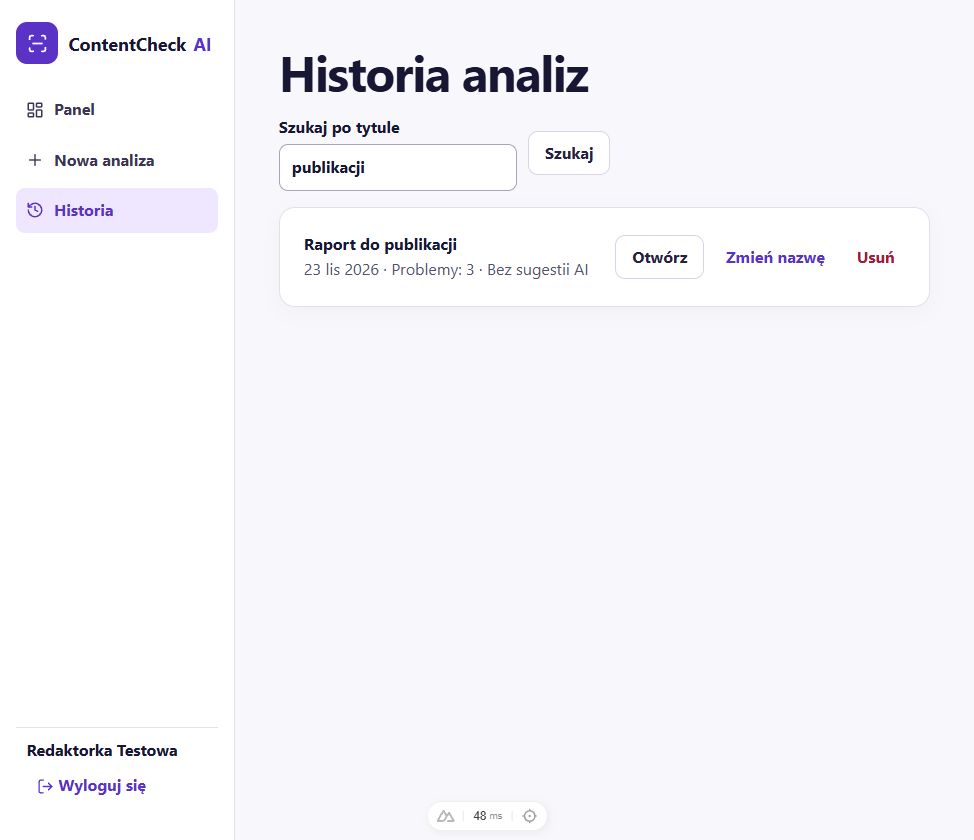 ContentCheck AI
Panel
Nowa analiza
Historia
Historia analiz
Szukaj po tytule
publikacji
Szukaj
Raport do publikacji
23 lis 2026 · Problemy: 3 · Bez sugestii AI
Otwórz
Zmień nazwę
Usuń
Redaktorka Testowa
Wyloguj się
48 ms